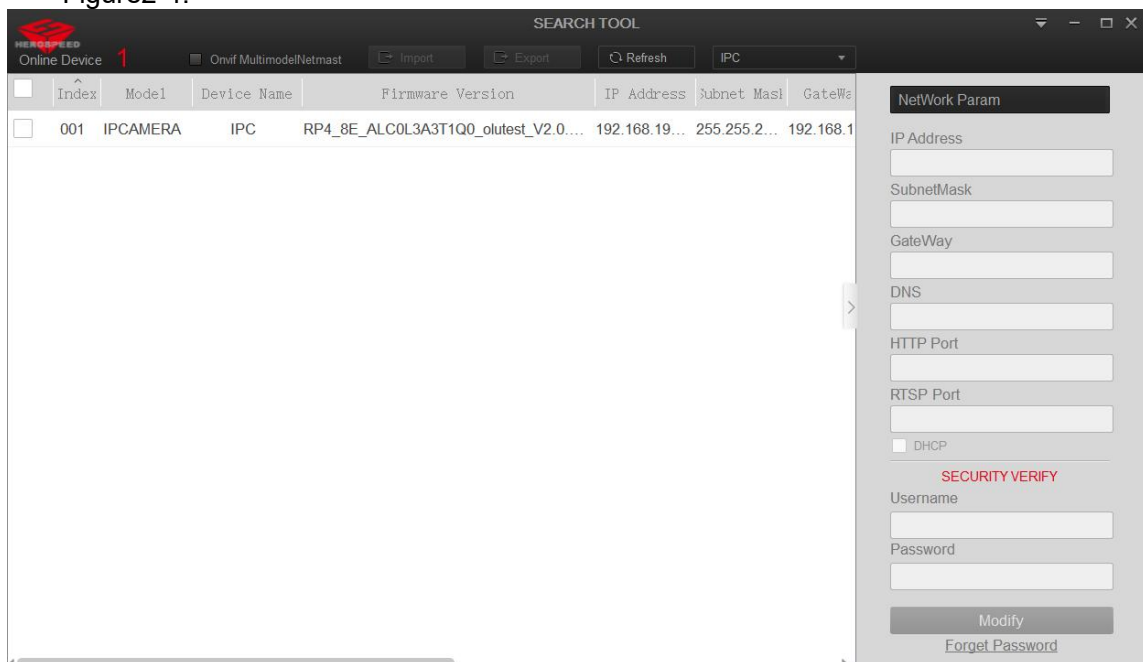 Figure2-1.
SEARCH TOOL
HEROSPEED
Online Device 1 Onvif MultimodelNetmast Import Export Refresh IPC
Index Model Device Name Firmware Version IP Address Subnet Mask GateWa
001 IPCAMERA IPC RP4_8E_ALC0L3A3T1Q0_olutest_V2.0.... 192.168.19... 255.255.2... 192.168.1
NetWork Param
IP Address
SubnetMask
GateWay
DNS
HTTP Port
RTSP Port
DHCP
SECURITY VERIFY
Username
Password
Modify
Forget Password